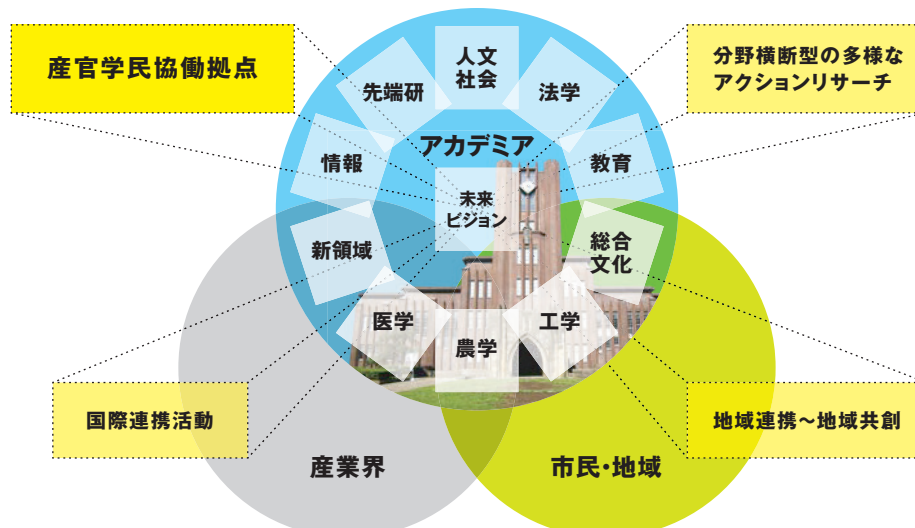 産官学民協働拠点
人文
社会
先端研
法学
分野横断型の多様な
アクションリサーチ
アカデミア
情報
教育
未来
ビジョン
新領域
総合
文化
医学
農学
工学
国際連携活動
地域連携～地域共創
産業界
市民・地域